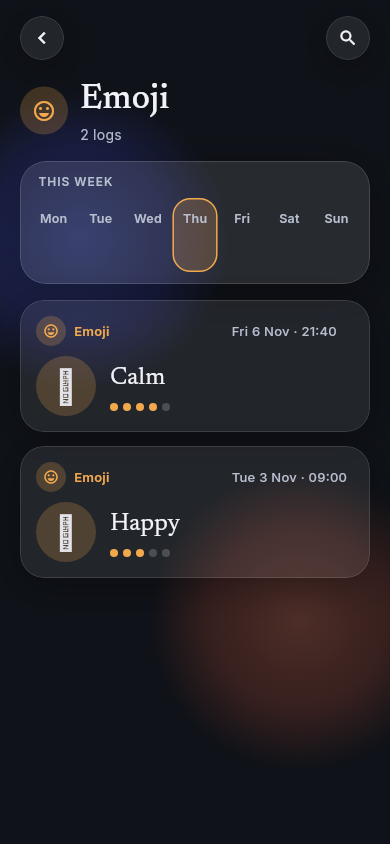 Emoji
2 logs
THIS WEEK
Mon Tue Wed Thu Fri Sat Sun
Emoji Fri 6 Nov · 21:40
NO GLYPH
Calm
Emoji Tue 3 Nov · 09:00
NO GLYPH
Happy